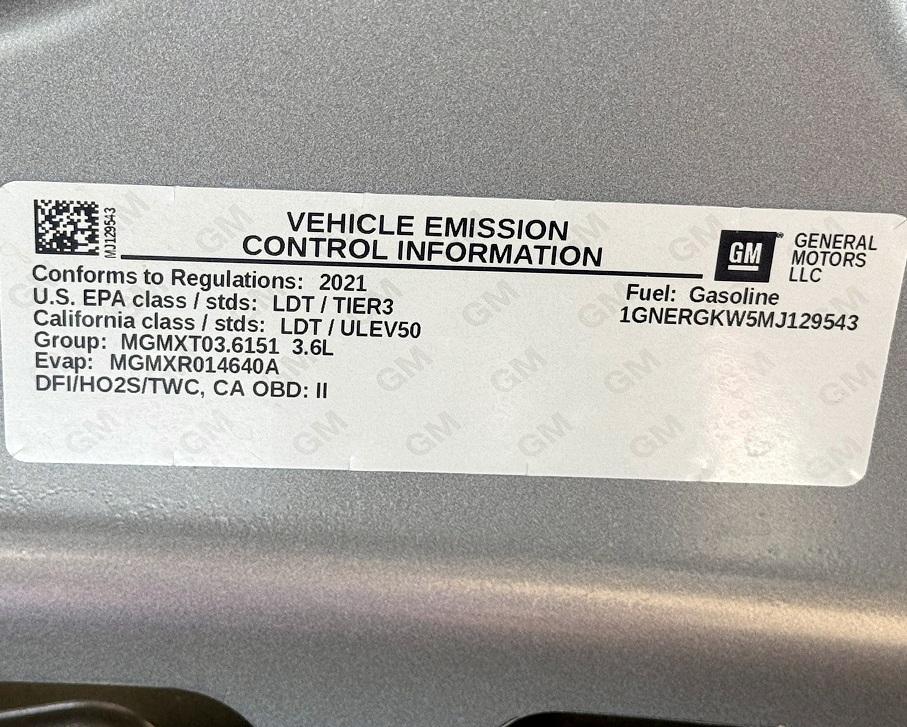 MJ129543
VEHICLE EMISSION
CONTROL INFORMATION
GM
GENERAL
MOTORS
LLC
Conforms to Regulations: 2021
U.S. EPA class / stds: LDT / TIER3
California class / stds: LDT / ULEV50
Group: MGMXT03.6151 3.6L
Evap: MGMXR014640A
DFI/HO2S/TWC, CA OBD: II
Fuel: Gasoline
1GNERGKW5MJ129543